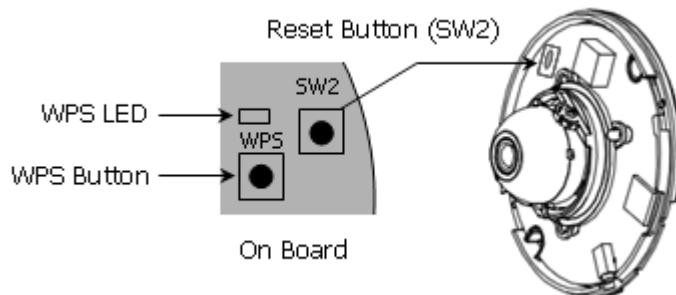 Reset Button (SW2)
SW2
WPS LED
WPS
WPS Button
On Board